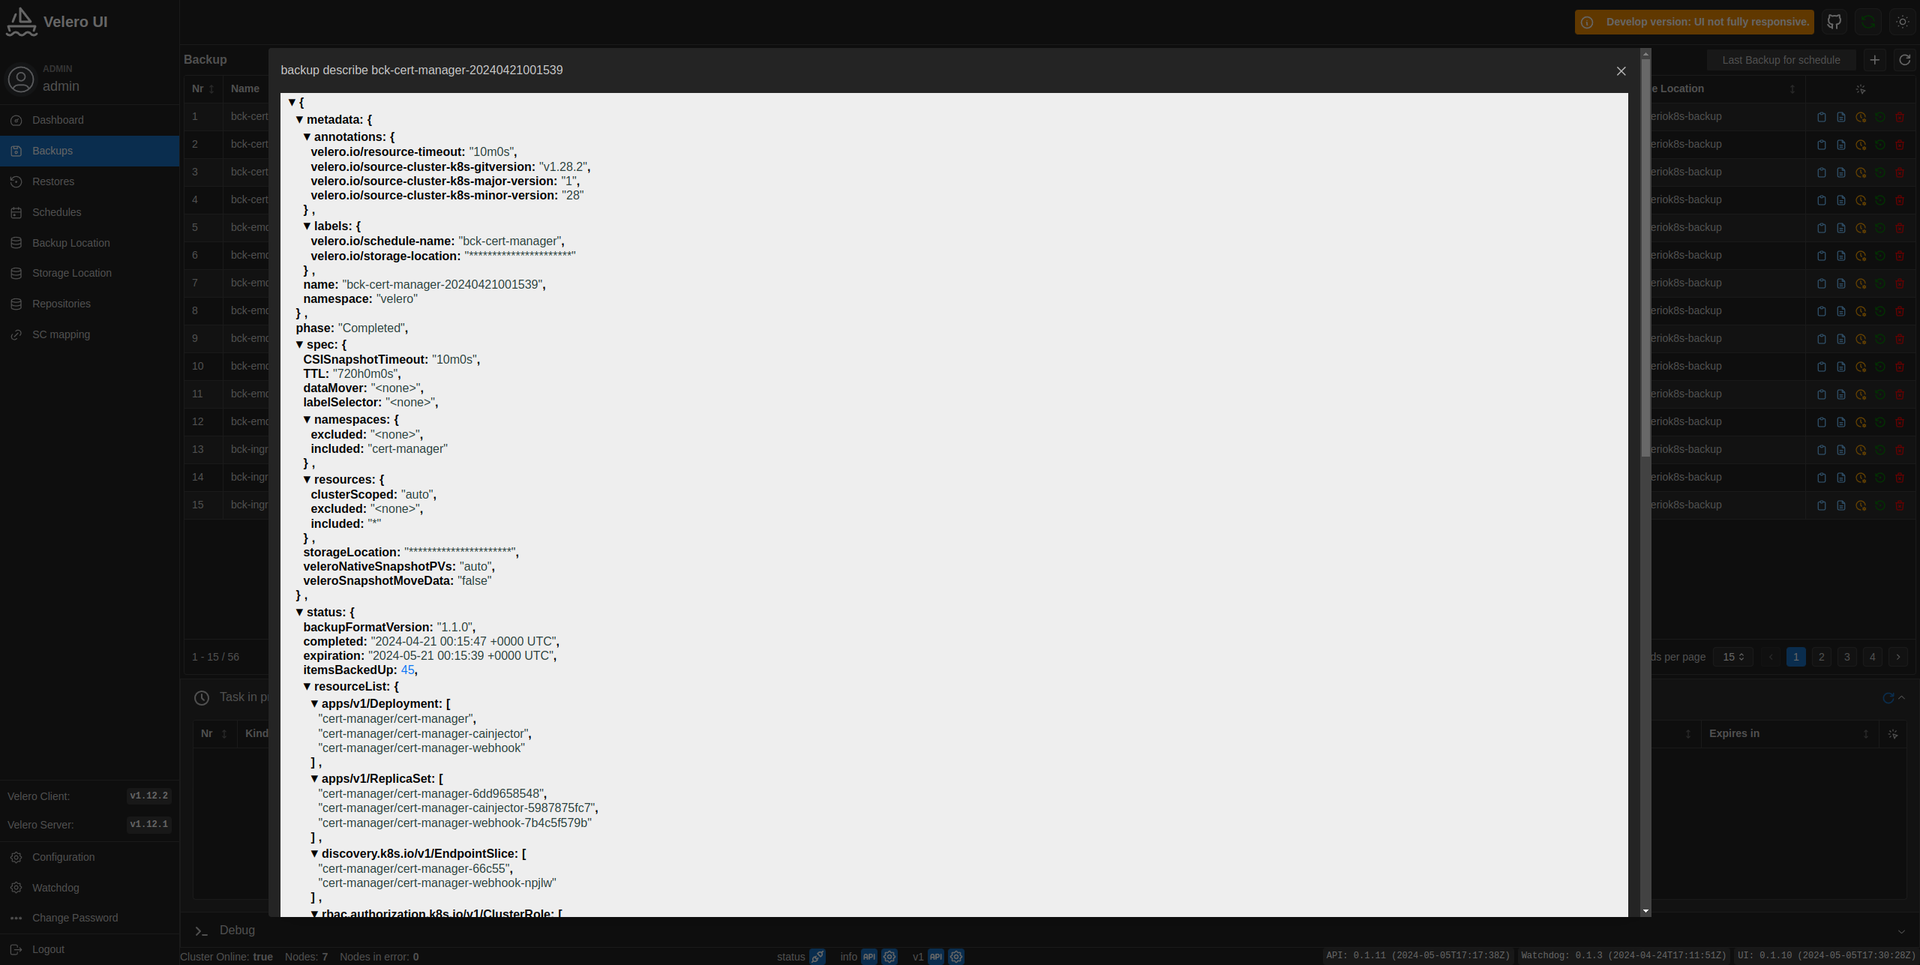 Velero UI
Develop version: UI not fully responsive.
ADMIN
admin
Dashboard
Backups
Restores
Schedules
Backup Location
Storage Location
Repositories
SC mapping
Velero Client: v1.12.2
Velero Server: v1.12.1
Configuration
Watchdog
Change Password
Logout
Backup
Last Backup for schedule
Nr Name
e Location
1 bck-cert eriok8s-backup
2 bck-cert eriok8s-backup
3 bck-cert eriok8s-backup
4 bck-cert eriok8s-backup
5 bck-emq eriok8s-backup
6 bck-emq eriok8s-backup
7 bck-emq eriok8s-backup
8 bck-emq eriok8s-backup
9 bck-emq eriok8s-backup
10 bck-emq eriok8s-backup
11 bck-emq eriok8s-backup
12 bck-emq eriok8s-backup
13 bck-ingr eriok8s-backup
14 bck-ingr eriok8s-backup
15 bck-ingr eriok8s-backup
1 - 15 / 56
ds per page 15 1 2 3 4
backup describe bck-cert-manager-20240421001539
{
metadata: {
annotations: {
velero.io/resource-timeout: "10m0s",
velero.io/source-cluster-k8s-gitversion: "v1.28.2",
velero.io/source-cluster-k8s-major-version: "1",
velero.io/source-cluster-k8s-minor-version: "28"
} ,
labels: {
velero.io/schedule-name: "bck-cert-manager",
velero.io/storage-location: "**********************"
} ,
name: "bck-cert-manager-20240421001539",
namespace: "velero"
} ,
phase: "Completed",
spec: {
CSISnapshotTimeout: "10m0s",
TTL: "720h0m0s",
dataMover: "<none>",
labelSelector: "<none>",
namespaces: {
excluded: "<none>",
included: "cert-manager"
} ,
resources: {
clusterScoped: "auto",
excluded: "<none>",
included: "*"
} ,
storageLocation: "**********************",
veleroNativeSnapshotPVs: "auto",
veleroSnapshotMoveData: "false"
} ,
status: {
backupFormatVersion: "1.1.0",
completed: "2024-04-21 00:15:47 +0000 UTC",
expiration: "2024-05-21 00:15:39 +0000 UTC",
itemsBackedUp: 45,
resourceList: {
apps/v1/Deployment: [
"cert-manager/cert-manager",
"cert-manager/cert-manager-cainjector",
"cert-manager/cert-manager-webhook"
] ,
apps/v1/ReplicaSet: [
"cert-manager/cert-manager-6dd9658548",
"cert-manager/cert-manager-cainjector-5987875fc7",
"cert-manager/cert-manager-webhook-7b4c5f579b"
] ,
discovery.k8s.io/v1/EndpointSlice: [
"cert-manager/cert-manager-66c55",
"cert-manager/cert-manager-webhook-npjlw"
] ,
rbac.authorization.k8s.io/v1/ClusterRole: [
Task in p
Nr Kind
Expires in
Debug
Cluster Online: true Nodes: 7 Nodes in error: 0
status info API v1 API
API: 0.1.11 (2024-05-05T17:17:38Z) Watchdog: 0.1.3 (2024-04-24T17:11:51Z) UI: 0.1.10 (2024-05-05T17:30:28Z)